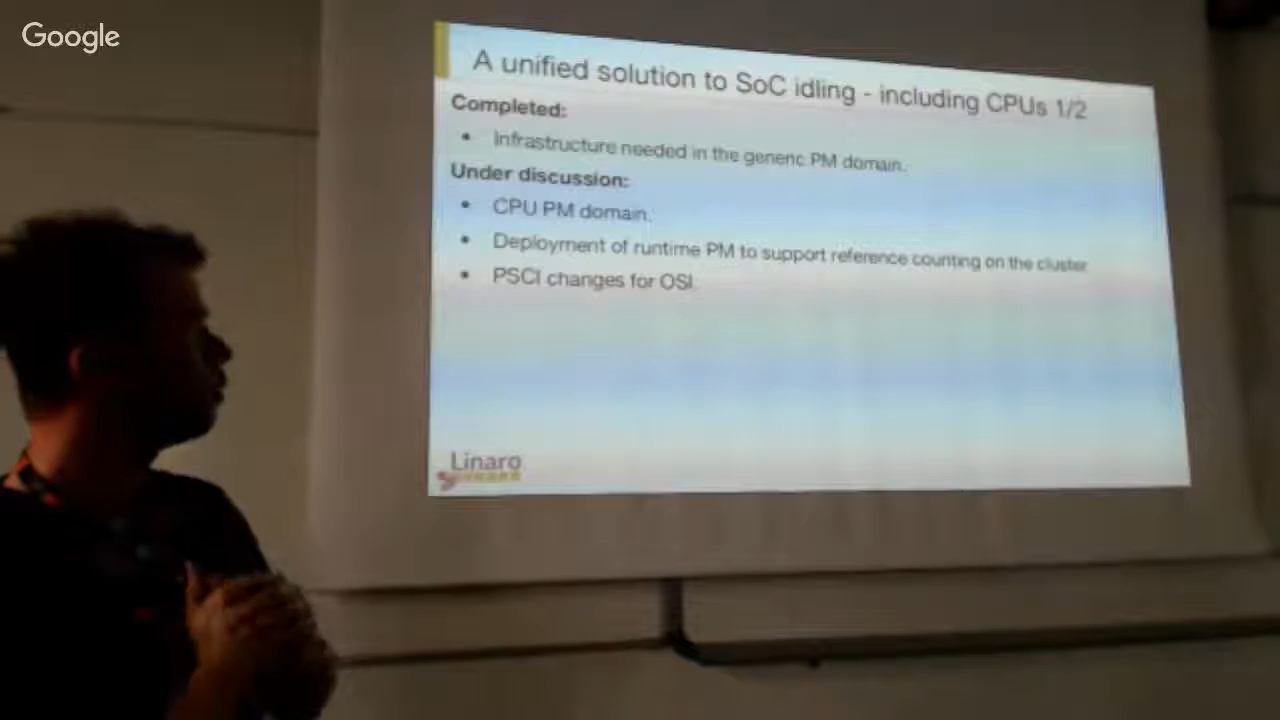 Google
A unified solution to SoC idling - including CPUs 1/2
Completed:
• Infrastructure needed in the generic PM domain.
Under discussion:
• CPU PM domain.
• Deployment of runtime PM to support reference counting on the cluster
• PSCI changes for OSI.
Linaro